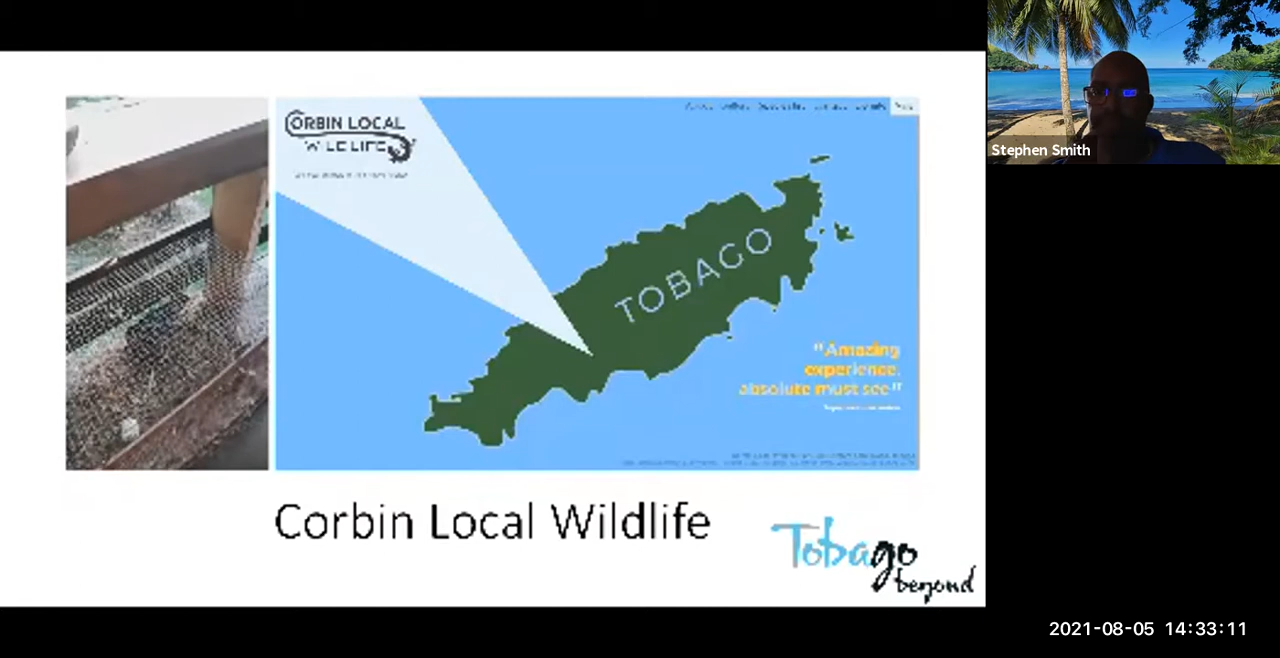 Stephen Smith
CORBIN LOCAL
WILDLIFE
TOBAGO
"Amazing
experience,
absolute must see"
Corbin Local Wildlife
Tobago
beyond
2021-08-05 14:33:11